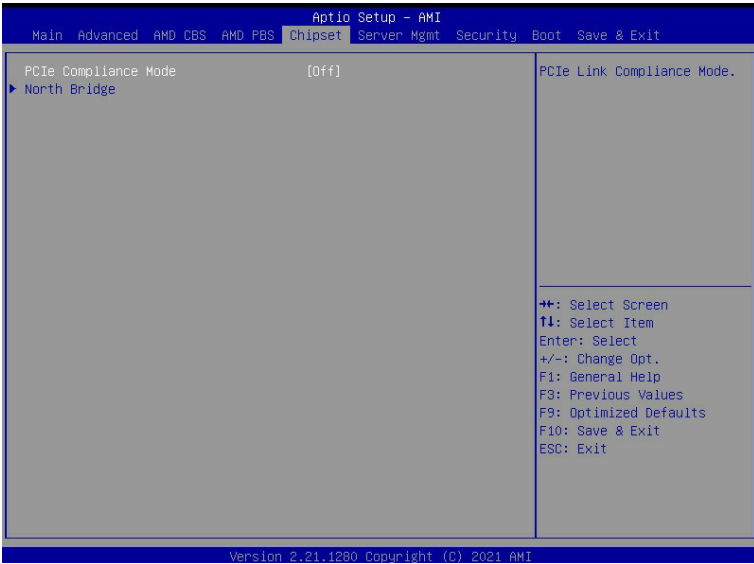 Aptio Setup - AMI
Main Advanced AMD CBS AMD PBS Chipset Server Mgmt Security Boot Save & Exit
PCIe Compliance Mode [Off]
▶ North Bridge
PCIe Link Compliance Mode.
→←: Select Screen
↑↓: Select Item
Enter: Select
+/-: Change Opt.
F1: General Help
F3: Previous Values
F9: Optimized Defaults
F10: Save & Exit
ESC: Exit
Version 2.21.1280 Copyright (C) 2021 AMI